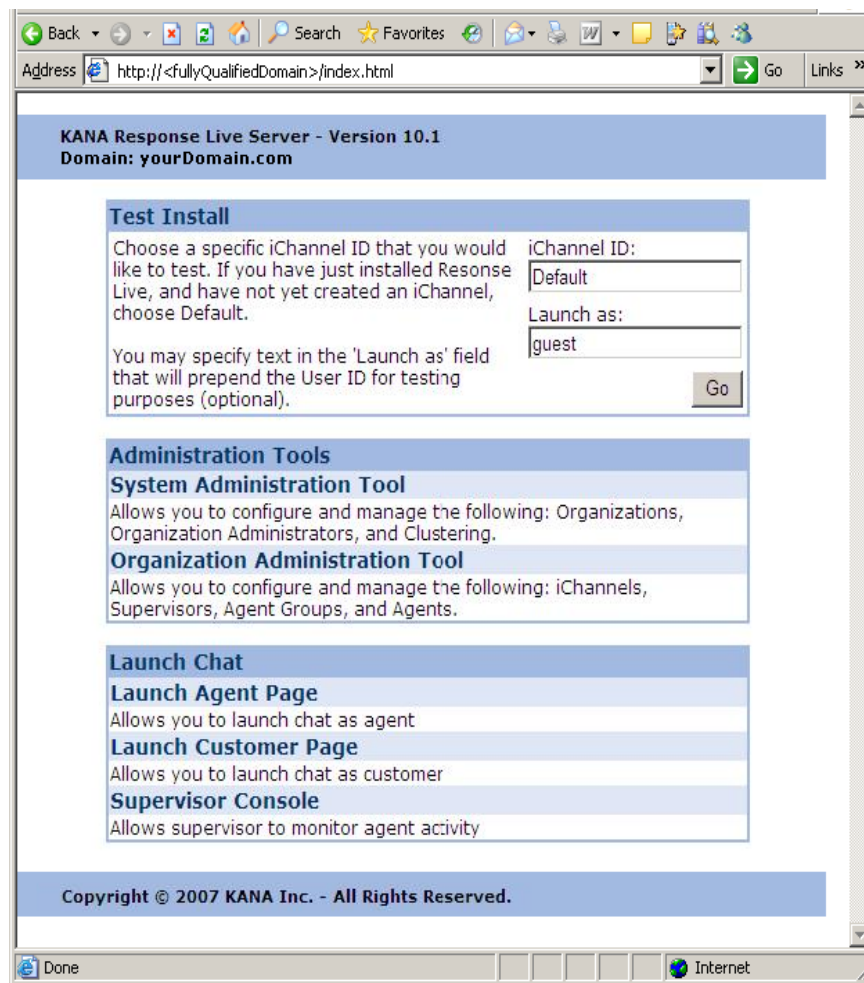 Back Search Favorites
Address http://<fullyQualifiedDomain>/index.html Go Links »
KANA Response Live Server - Version 10.1
Domain: yourDomain.com
Test Install
Choose a specific iChannel ID that you would
like to test. If you have just installed Resonse
Live, and have not yet created an iChannel,
choose Default.
You may specify text in the 'Launch as' field
that will prepend the User ID for testing
purposes (optional).
iChannel ID:
Default
Launch as:
guest
Go
Administration Tools
System Administration Tool
Allows you to configure and manage the following: Organizations,
Organization Administrators, and Clustering.
Organization Administration Tool
Allows you to configure and manage the following: iChannels,
Supervisors, Agent Groups, and Agents.
Launch Chat
Launch Agent Page
Allows you to launch chat as agent
Launch Customer Page
Allows you to launch chat as customer
Supervisor Console
Allows supervisor to monitor agent activity
Copyright © 2007 KANA Inc. - All Rights Reserved.
Done Internet